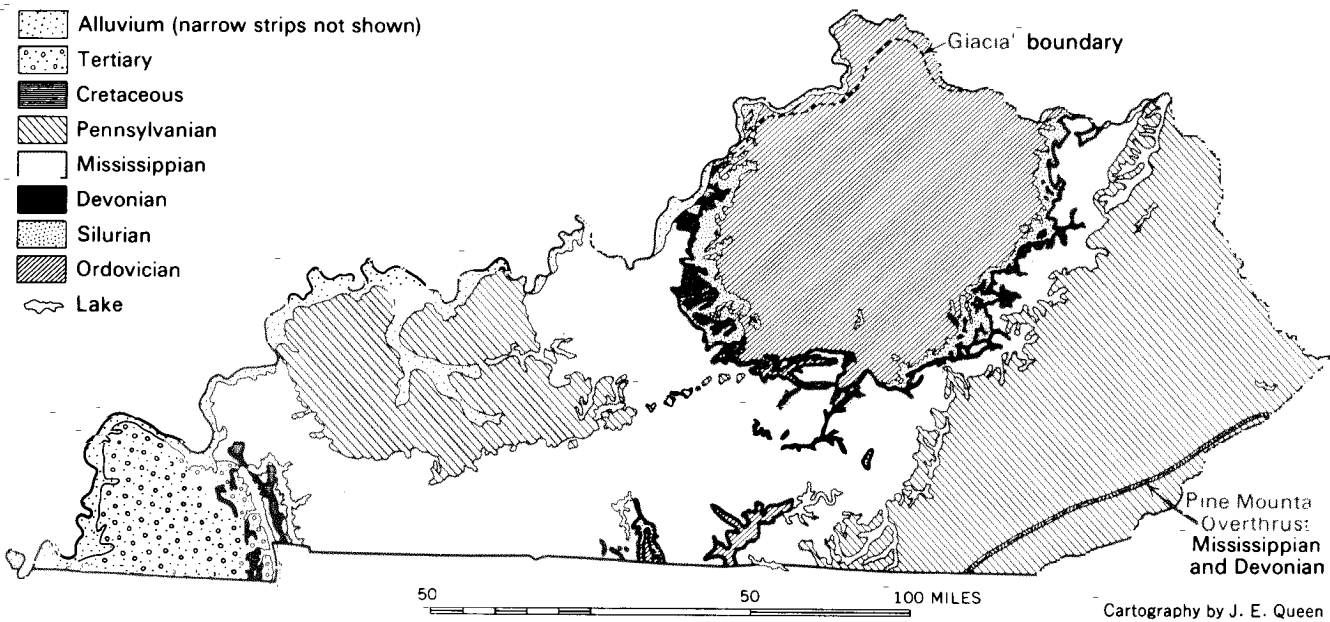 Alluvium (narrow strips not shown)
Tertiary
Cretaceous
Pennsylvanian
Mississippian
Devonian
Silurian
Ordovician
Lake
Glacial boundary
Pine Mounta
Overthrust
Mississippian
and Devonian
50
50
100 MILES
Cartography by J. E. Queen